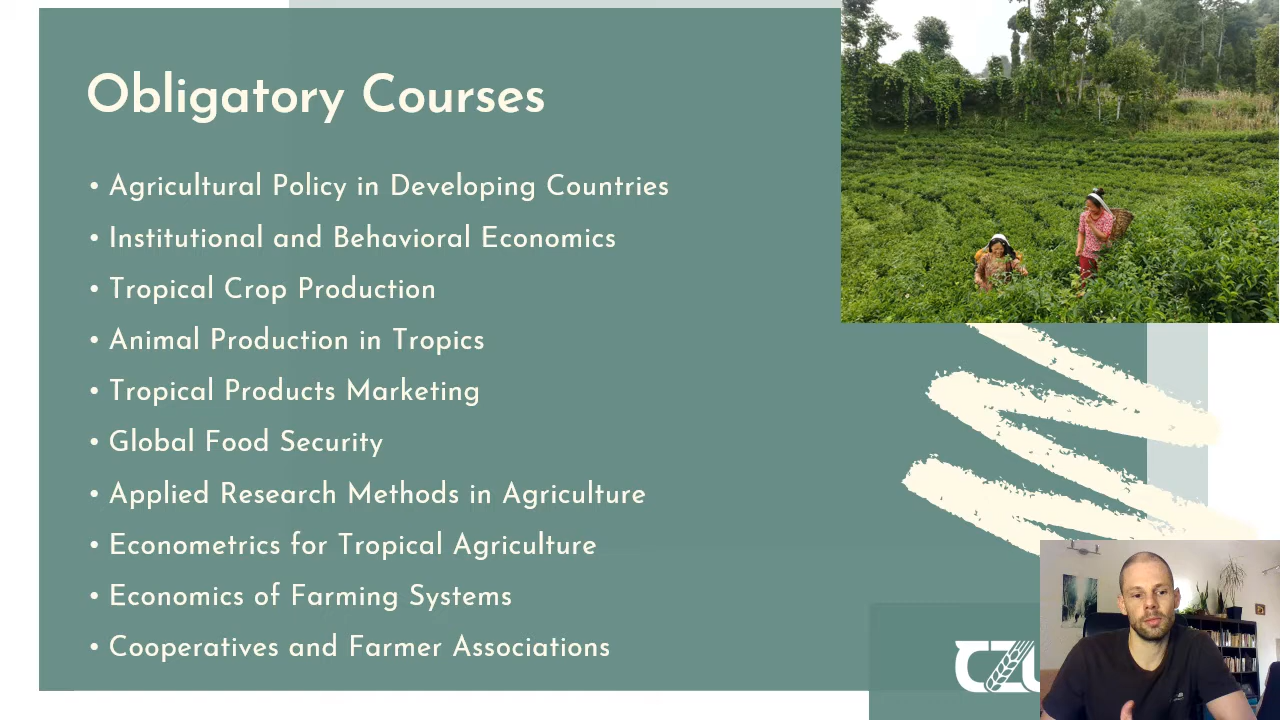 Obligatory Courses
• Agricultural Policy in Developing Countries
• Institutional and Behavioral Economics
• Tropical Crop Production
• Animal Production in Tropics
• Tropical Products Marketing
• Global Food Security
• Applied Research Methods in Agriculture
• Econometrics for Tropical Agriculture
• Economics of Farming Systems
• Cooperatives and Farmer Associations